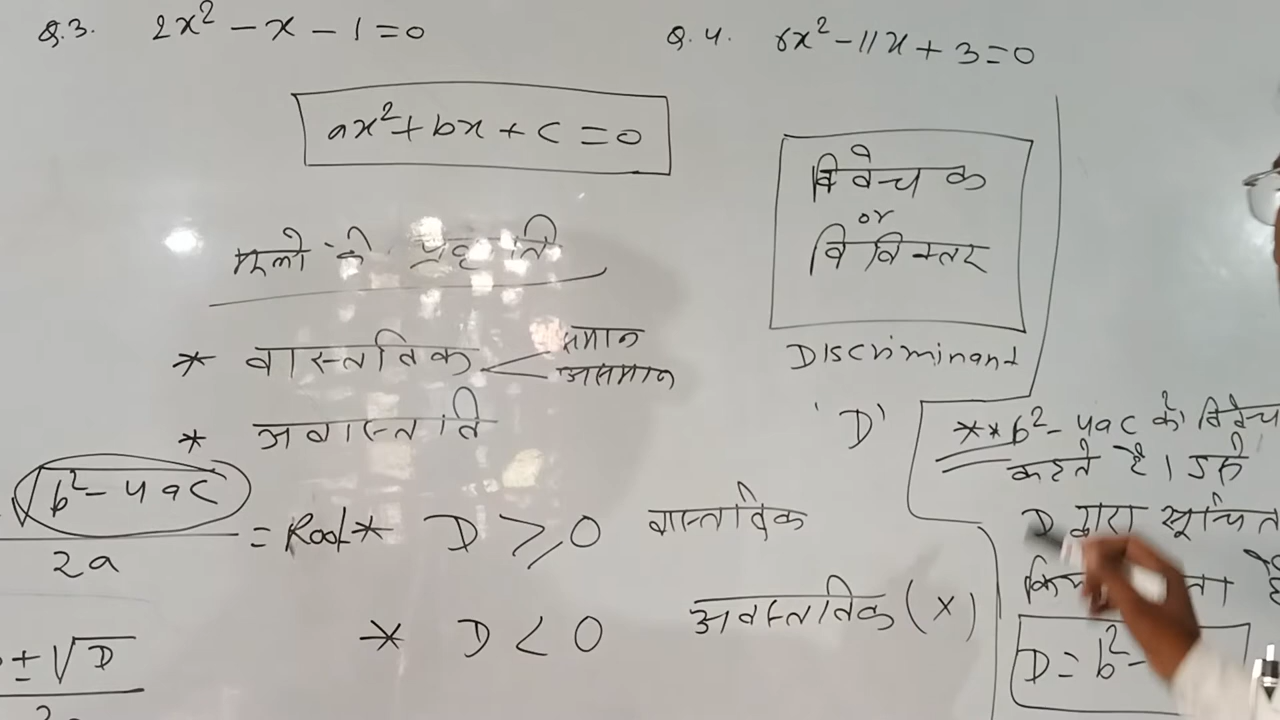 Q.3. 2x² - x - 1 = 0
Q.4. 6x² - 11x + 3 = 0
ax² + bx + c = 0
विवेचक
or
विविक्तर
Discriminant
'D'
मूलो की प्रकृति
* वास्तविक
समान
असमान
* अवास्तवि
√b² - 4ac
2a
= Root
* D ≥ 0 वास्तविक
* D < 0 अवास्तविक (x)
± √D
** b² - 4ac को विवेच
कहते है। इसे
D द्वारा सूचित
D = b² -